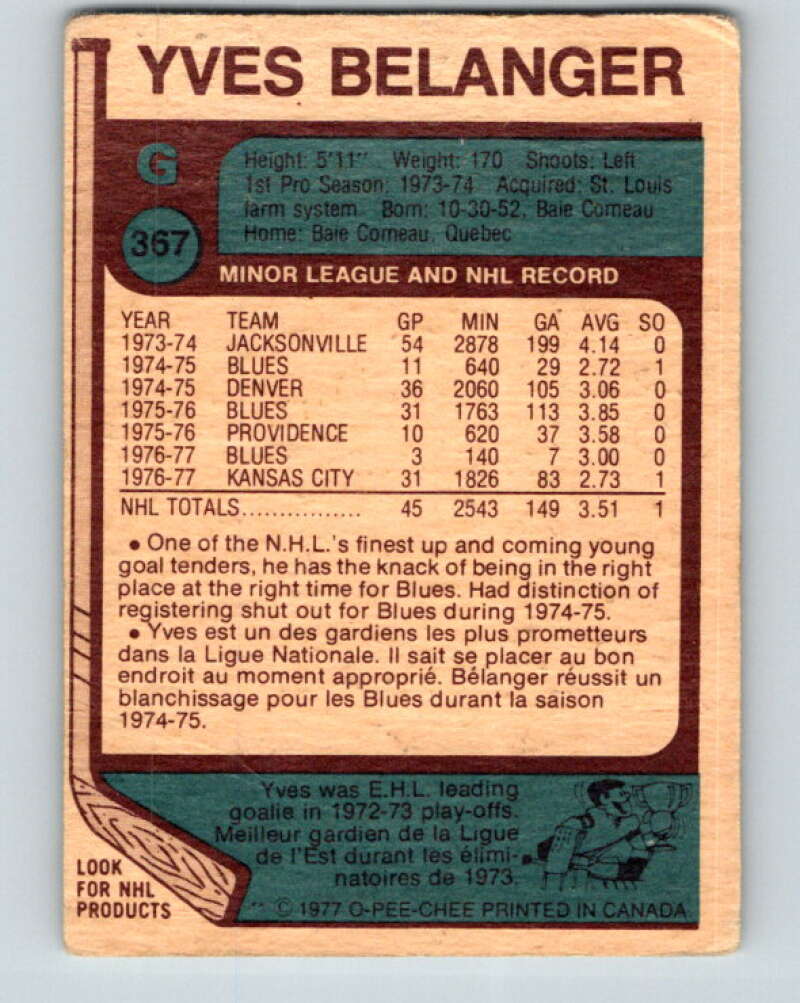 YVES BELANGER
G
367
Height: 5'11" Weight: 170 Shoots: Left
1st Pro Season: 1973-74 Acquired: St. Louis
farm system Born: 10-30-52, Baie Comeau
Home: Baie Comeau, Quebec
MINOR LEAGUE AND NHL RECORD
YEAR TEAM GP MIN GA AVG SO
1973-74 JACKSONVILLE 54 2878 199 4.14 0
1974-75 BLUES 11 640 29 2.72 1
1974-75 DENVER 36 2060 105 3.06 0
1975-76 BLUES 31 1763 113 3.85 0
1975-76 PROVIDENCE 10 620 37 3.58 0
1976-77 BLUES 3 140 7 3.00 0
1976-77 KANSAS CITY 31 1826 83 2.73 1
NHL TOTALS................ 45 2543 149 3.51 1
• One of the N.H.L.'s finest up and coming young
goal tenders, he has the knack of being in the right
place at the right time for Blues. Had distinction of
registering shut out for Blues during 1974-75.
• Yves est un des gardiens les plus prometteurs
dans la Ligue Nationale. Il sait se placer au bon
endroit au moment approprié. Bélanger réussit un
blanchissage pour les Blues durant la saison
1974-75.
Yves was E.H.L. leading
goalie in 1972-73 play-offs.
Meilleur gardien de la Ligue
de l'Est durant les élimi-
natoires de 1973.
LOOK
FOR NHL
PRODUCTS
** © 1977 O-PEE-CHEE PRINTED IN CANADA